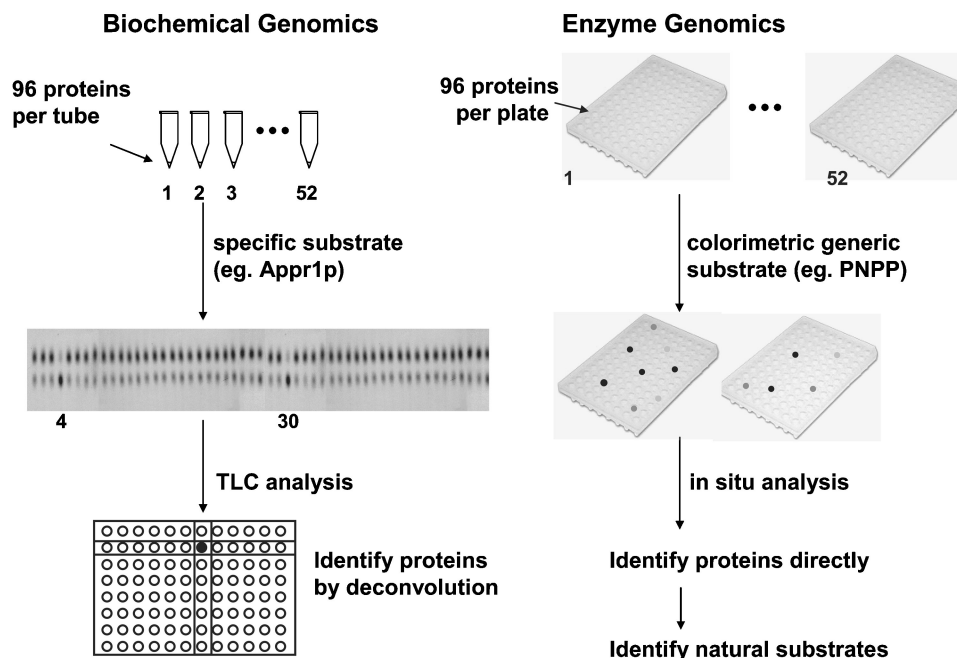 Biochemical Genomics
96 proteins
per tube
1 2 3 52
specific substrate
(eg. Appr1p)
4 30
TLC analysis
Identify proteins
by deconvolution
Enzyme Genomics
96 proteins
per plate
1 52
colorimetric generic
substrate (eg. PNPP)
in situ analysis
Identify proteins directly
Identify natural substrates